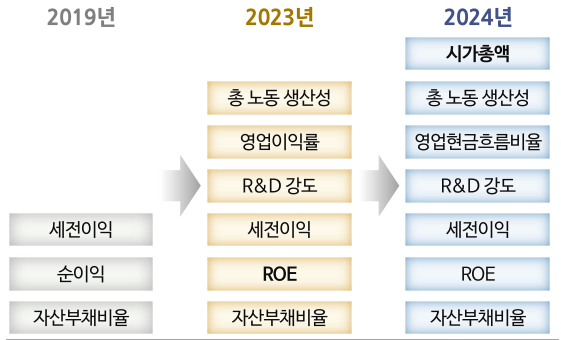 2019년
2023년
2024년
시가총액
총 노동 생산성
총 노동 생산성
영업이익률
영업현금흐름비율
R&D 강도
R&D 강도
세전이익
세전이익
세전이익
순이익
ROE
ROE
자산부채비율
자산부채비율
자산부채비율